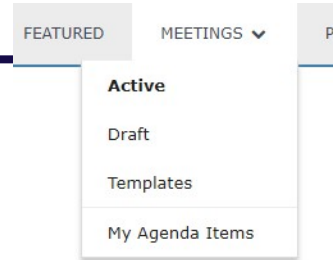 FEATURED MEETINGS P
Active
Draft
Templates
My Agenda Items